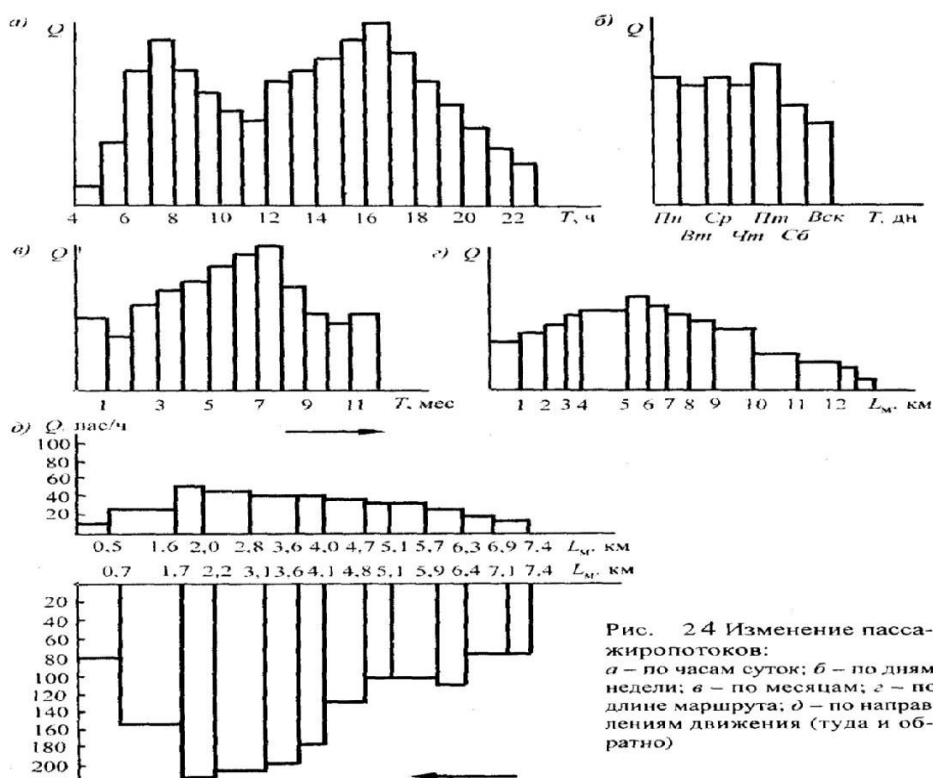 а) Q
4 6 8 10 12 14 16 18 20 22 T, ч
б) Q
Пн Ср Пт Вск T, дн
Вт Чт Сб
в) Q
1 3 5 7 9 11 T, мес
г) Q
1 2 3 4 5 6 7 8 9 10 11 12 Lм, км
д) Q, пас/ч
100
80
60
40
20
0,5 1,6 2,0 2,8 3,6 4,0 4,7 5,1 5,7 6,3 6,9 7,4 Lм, км
0,7 1,7 2,2 3,1 3,6 4,1 4,8 5,1 5,9 6,4 7,1 7,4 Lм, км
20
40
60
80
100
120
140
160
180
200
Рис. 2 4 Изменение пасса-
жиропотоков:
а – по часам суток; б – по дням
недели; в – по месяцам; г – по
длине маршрута; д – по направ-
лениям движения (туда и об-
ратно)